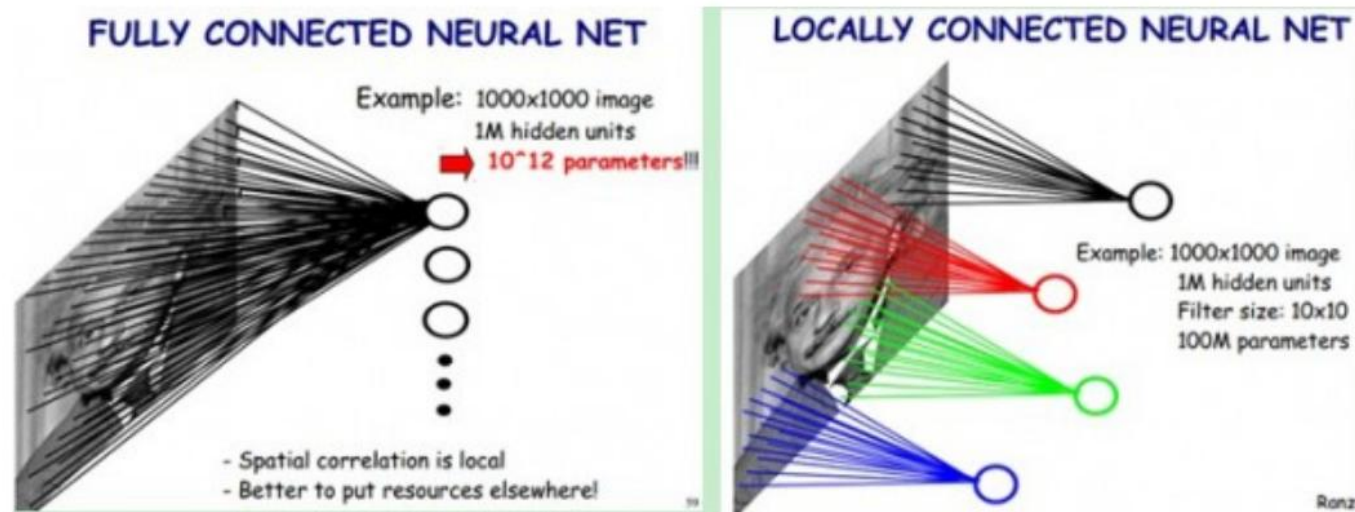 FULLY CONNECTED NEURAL NET
Example: 1000x1000 image
1M hidden units
10^12 parameters!!!
- Spatial correlation is local
- Better to put resources elsewhere!
LOCALLY CONNECTED NEURAL NET
Example: 1000x1000 image
1M hidden units
Filter size: 10x10
100M parameters
Ranz